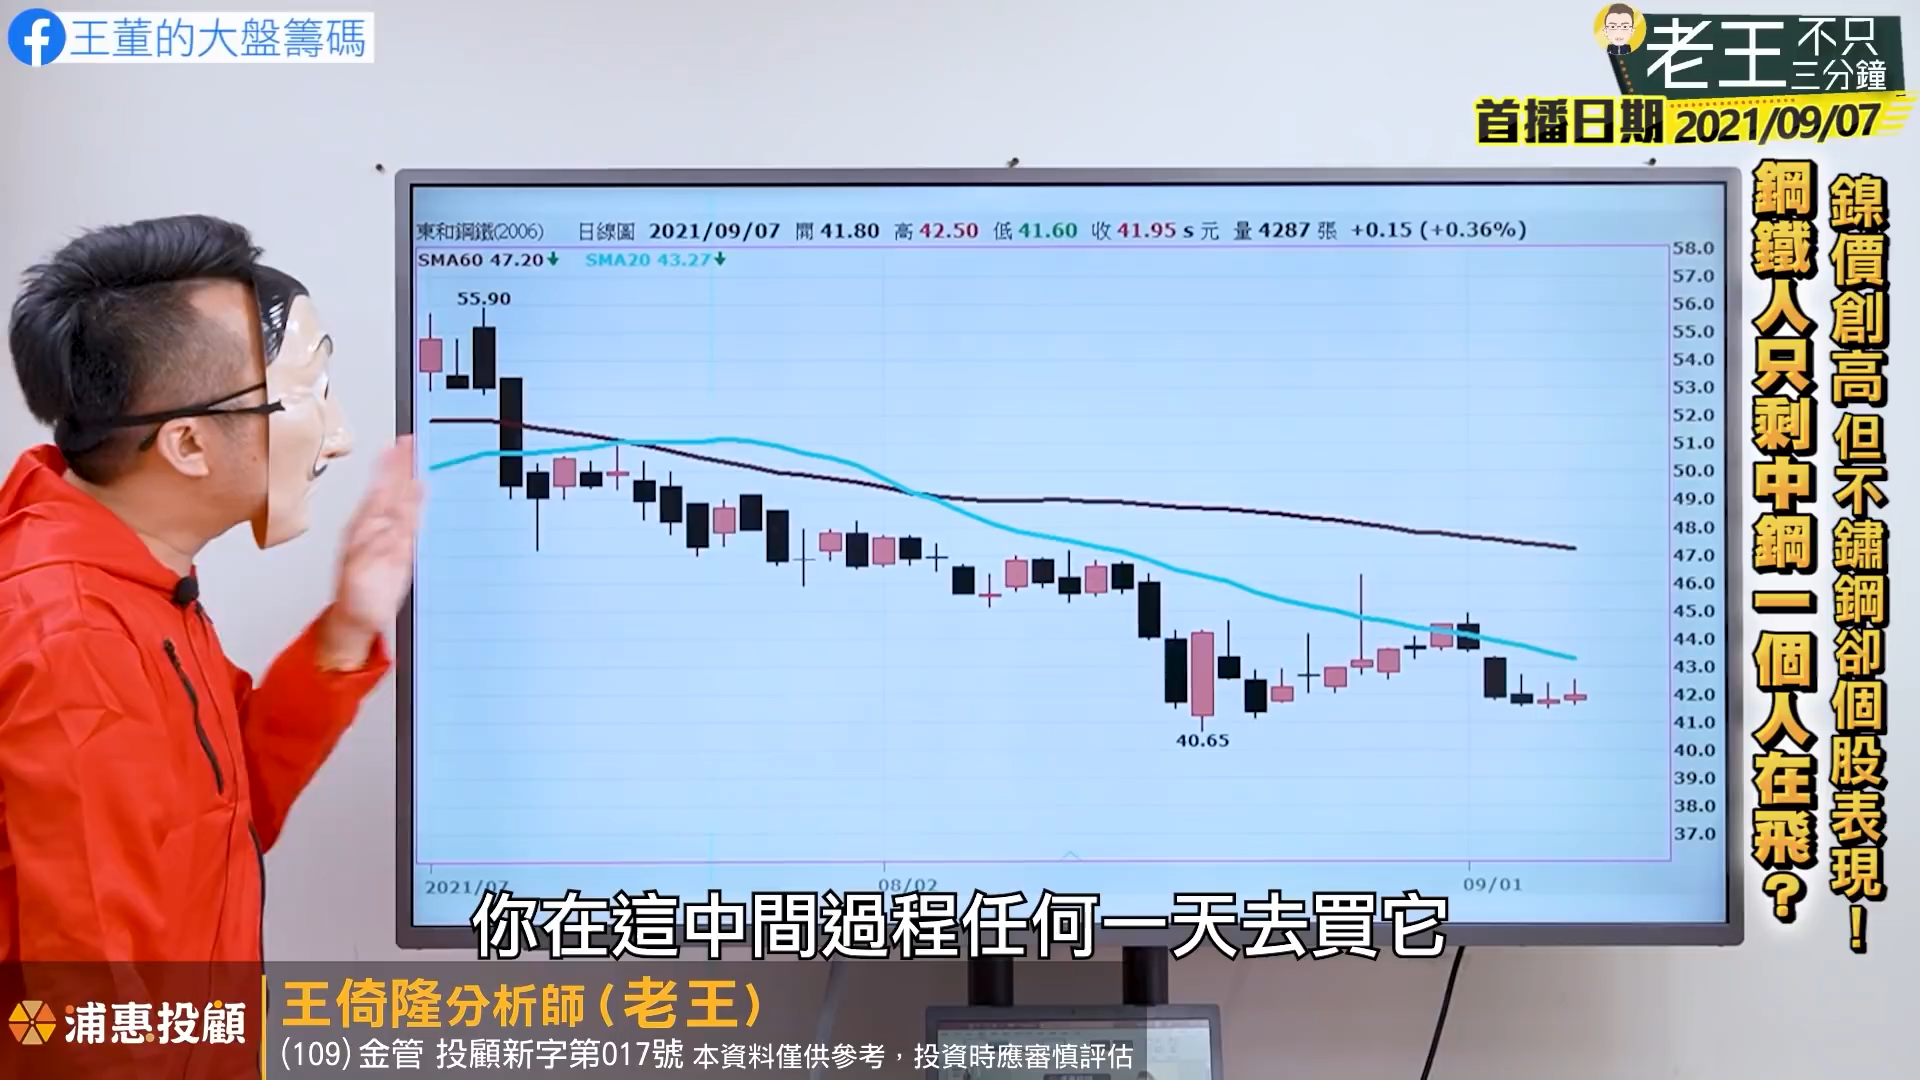 王董的大盤籌碼
老王不只三分鐘
首播日期 2021/09/07
鎳價創高 但不鏽鋼卻個股表現！
鋼鐵人只剩中鋼一個人在飛？
東和鋼鐵(2006) 日線圖 2021/09/07 開 41.80 高 42.50 低 41.60 收 41.95 s 元 量 4287 張 +0.15 (+0.36%)
SMA60 47.20↓ SMA20 43.27↓
58.0
57.0
56.0
55.0
54.0
53.0
52.0
51.0
50.0
49.0
48.0
47.0
46.0
45.0
44.0
43.0
42.0
41.0
40.0
39.0
38.0
37.0
55.90
40.65
2021/07 08/02 09/01
你在這中間過程任何一天去買它
浦惠投顧
王倚隆分析師(老王)
(109)金管 投顧新字第017號 本資料僅供參考，投資時應審慎評估